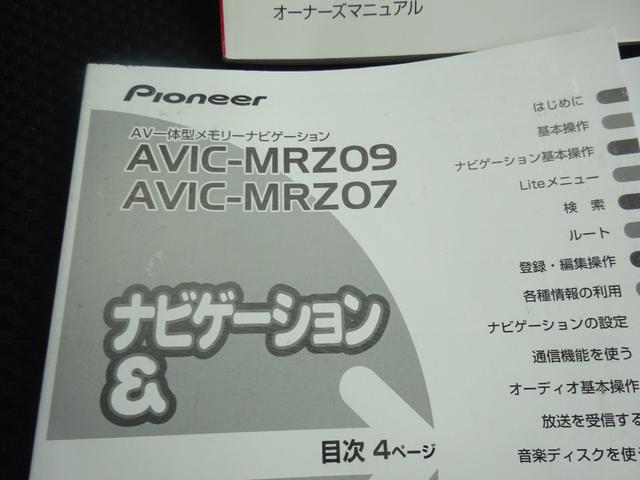 オーナーズマニュアル
Pioneer
AV一体型メモリーナビゲーション
AVIC-MRZ09
AVIC-MRZ07
ナビゲーション
&
目次 4ページ
はじめに
基本操作
ナビゲーション基本操作
Liteメニュー
検 索
ルート
登録・編集操作
各種情報の利用
ナビゲーションの設定
通信機能を使う
オーディオ基本操作
放送を受信する
音楽ディスクを使